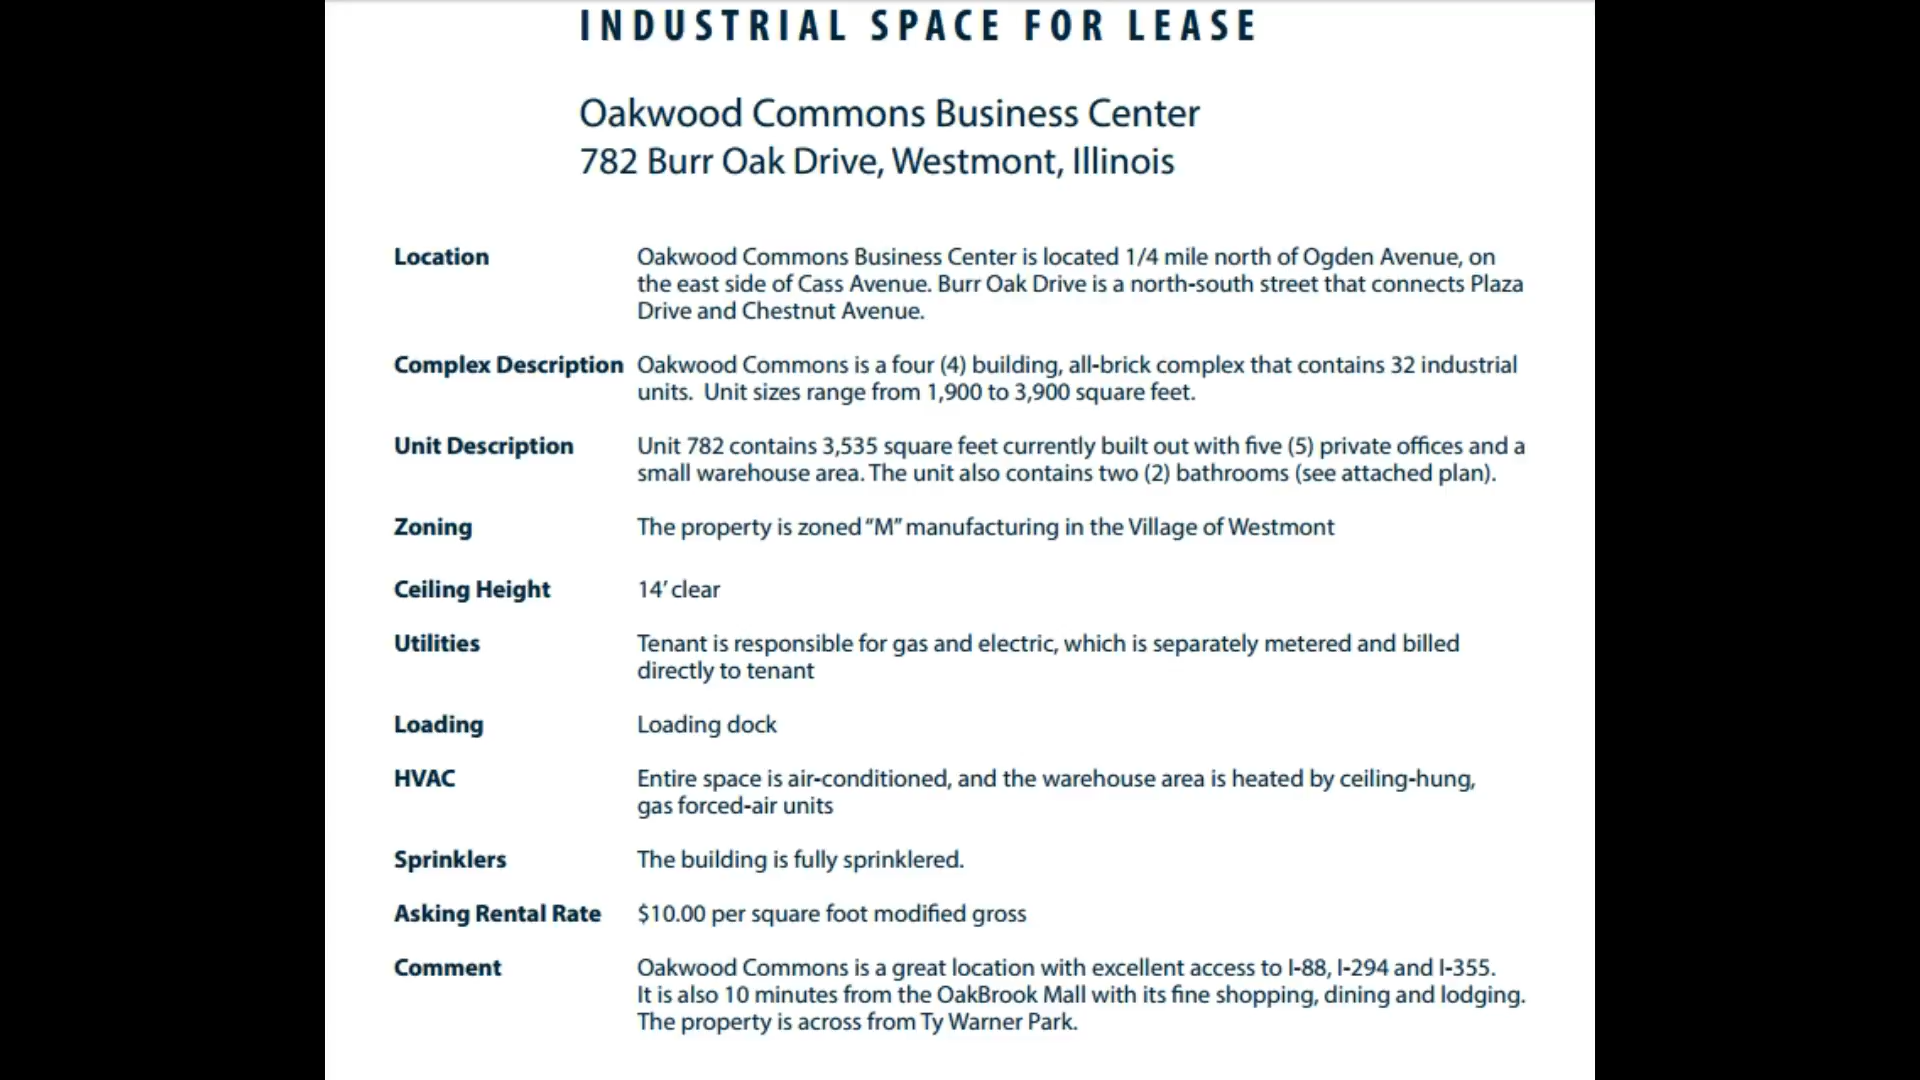 INDUSTRIAL SPACE FOR LEASE
Oakwood Commons Business Center
782 Burr Oak Drive, Westmont, Illinois
Location Oakwood Commons Business Center is located 1/4 mile north of Ogden Avenue, on
the east side of Cass Avenue. Burr Oak Drive is a north-south street that connects Plaza
Drive and Chestnut Avenue.
Complex Description Oakwood Commons is a four (4) building, all-brick complex that contains 32 industrial
units. Unit sizes range from 1,900 to 3,900 square feet.
Unit Description Unit 782 contains 3,535 square feet currently built out with five (5) private offices and a
small warehouse area. The unit also contains two (2) bathrooms (see attached plan).
Zoning The property is zoned “M” manufacturing in the Village of Westmont
Ceiling Height 14’ clear
Utilities Tenant is responsible for gas and electric, which is separately metered and billed
directly to tenant
Loading Loading dock
HVAC Entire space is air-conditioned, and the warehouse area is heated by ceiling-hung,
gas forced-air units
Sprinklers The building is fully sprinklered.
Asking Rental Rate $10.00 per square foot modified gross
Comment Oakwood Commons is a great location with excellent access to I-88, I-294 and I-355.
It is also 10 minutes from the OakBrook Mall with its fine shopping, dining and lodging.
The property is across from Ty Warner Park.